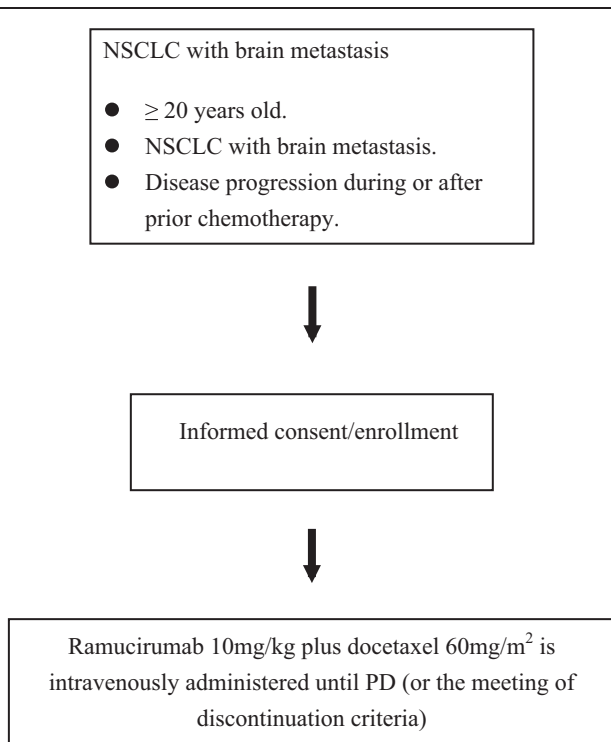 NSCLC with brain metastasis
● ≥ 20 years old.
● NSCLC with brain metastasis.
● Disease progression during or after
prior chemotherapy.
Informed consent/enrollment
Ramucirumab 10mg/kg plus docetaxel 60mg/m² is
intravenously administered until PD (or the meeting of
discontinuation criteria)